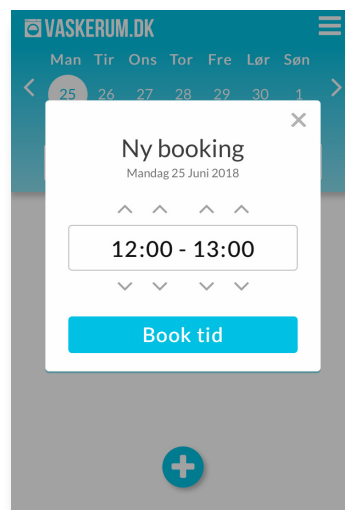 VASKERUM.DK
Man Tir Ons Tor Fre Lør Søn
25 26 27 28 29 30 1
Ny booking
Mandag 25 Juni 2018
12:00 - 13:00
Book tid